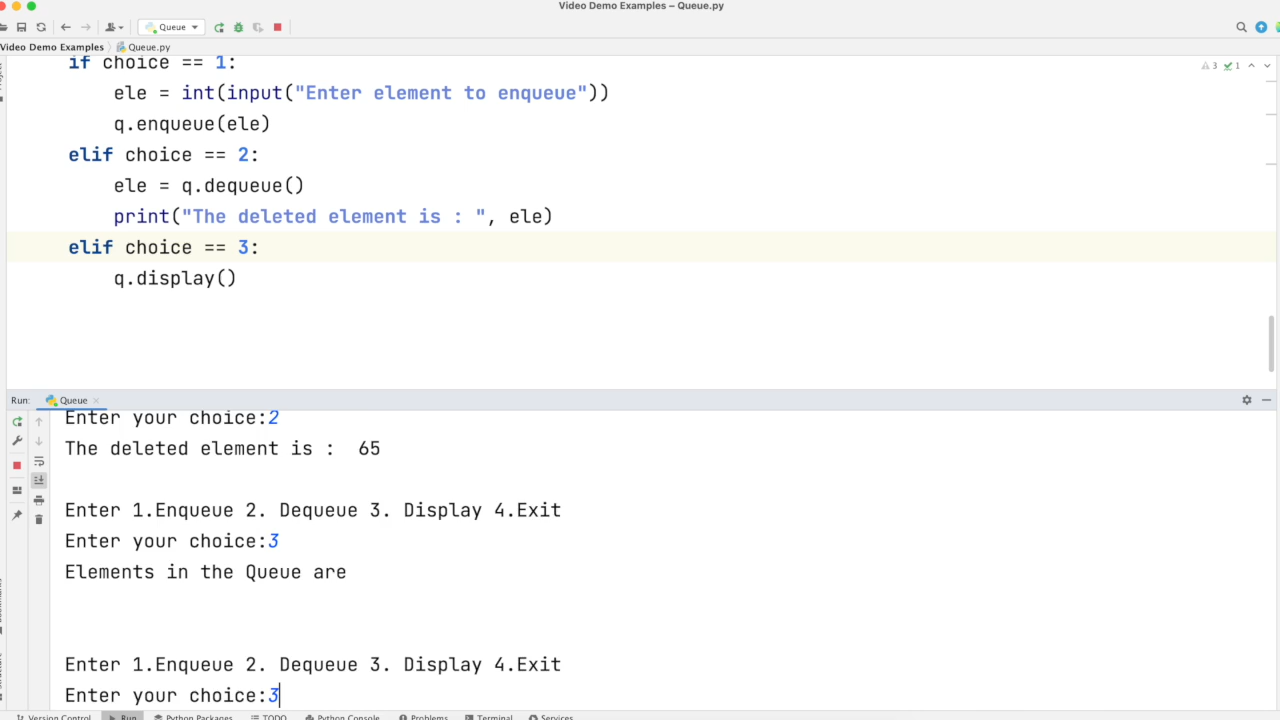 Video Demo Examples – Queue.py
Queue
Video Demo Examples
Queue.py
3 1
if choice == 1:
ele = int(input("Enter element to enqueue"))
q.enqueue(ele)
elif choice == 2:
ele = q.dequeue()
print("The deleted element is : ", ele)
elif choice == 3:
q.display()
Run: Queue
Enter your choice:2
The deleted element is :  65
Enter 1.Enqueue 2. Dequeue 3. Display 4.Exit
Enter your choice:3
Elements in the Queue are
Enter 1.Enqueue 2. Dequeue 3. Display 4.Exit
Enter your choice:3
Version Control Run Python Packages TODO Python Console Problems Terminal Services